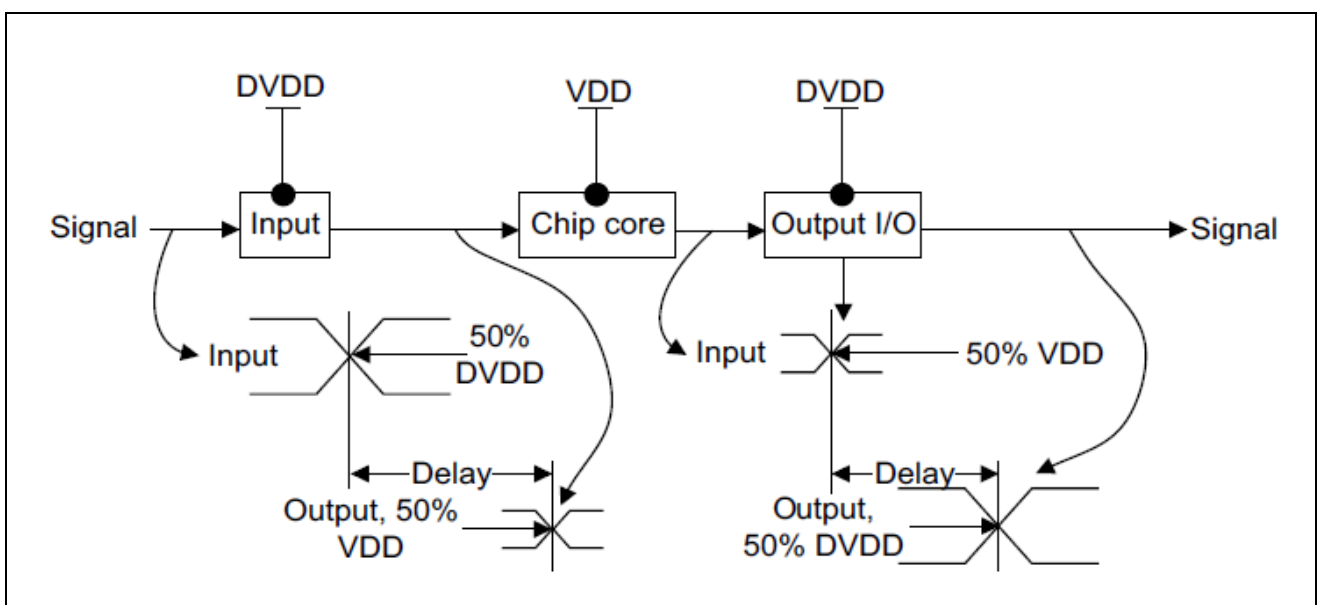 DVDD
VDD
DVDD
Signal
Input
Chip core
Output I/O
Signal
Input
50%
DVDD
Input
50% VDD
Delay
Output, 50%
VDD
Delay
Output,
50% DVDD